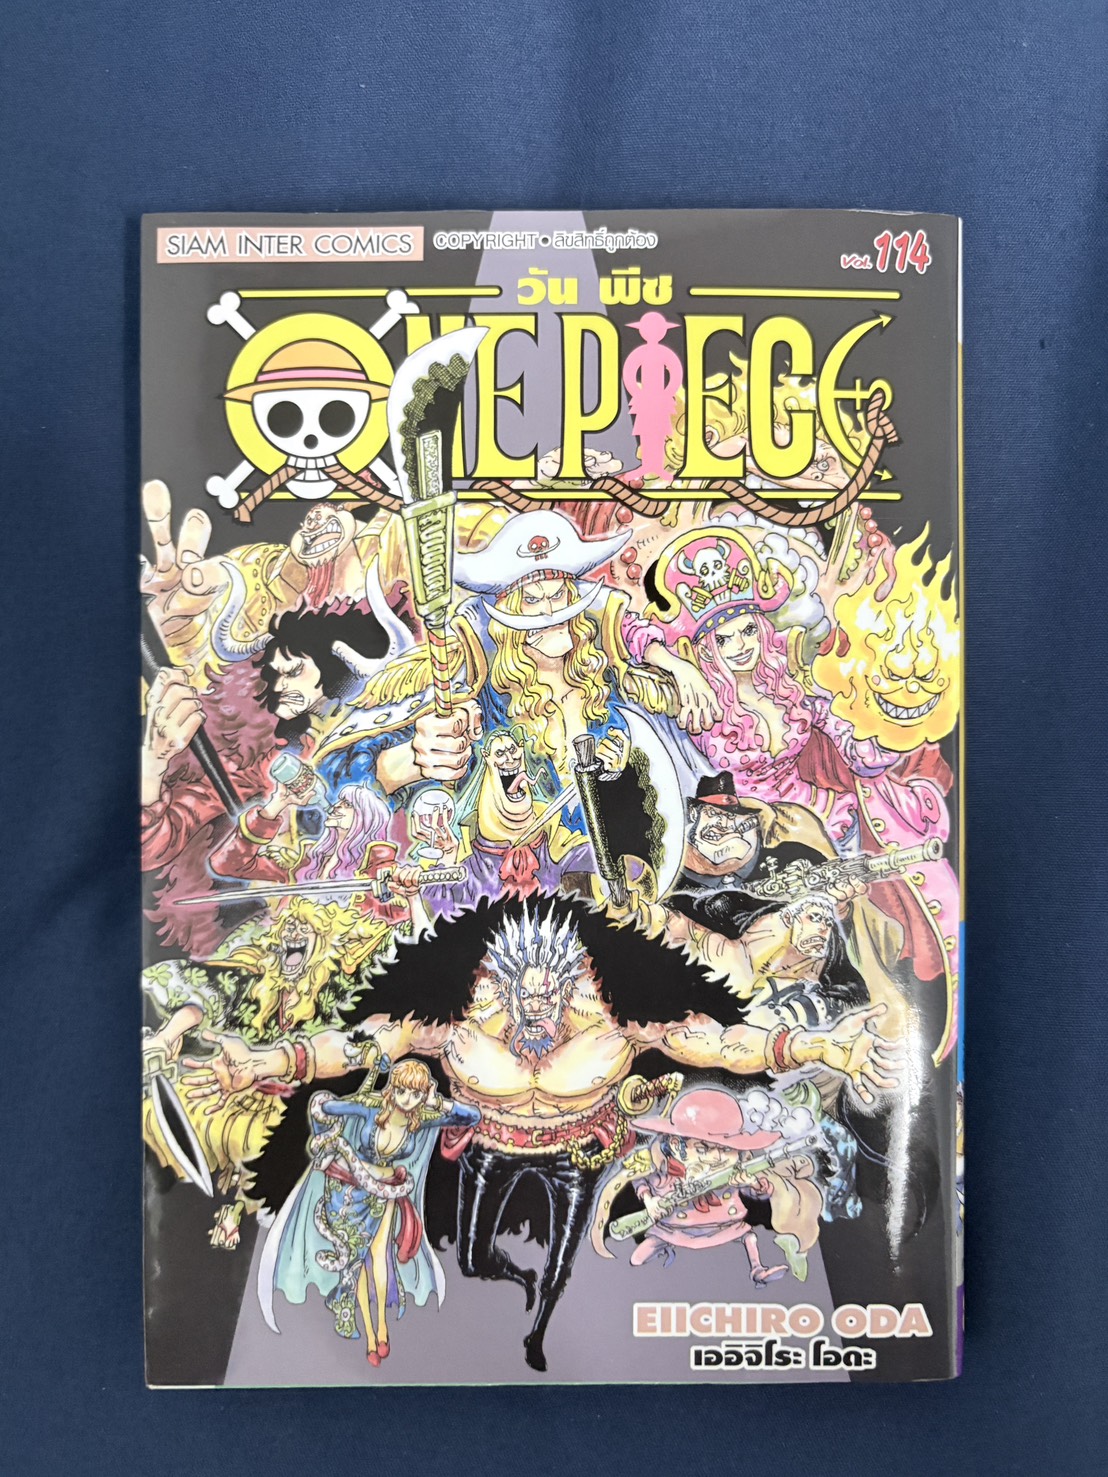 SIAM INTER COMICS
COPYRIGHT • ลิขสิทธิ์ถูกต้อง
Vol. 114
วัน พีซ
ONE PIECE
EIICHIRO ODA
เออิจิโระ โอดะ